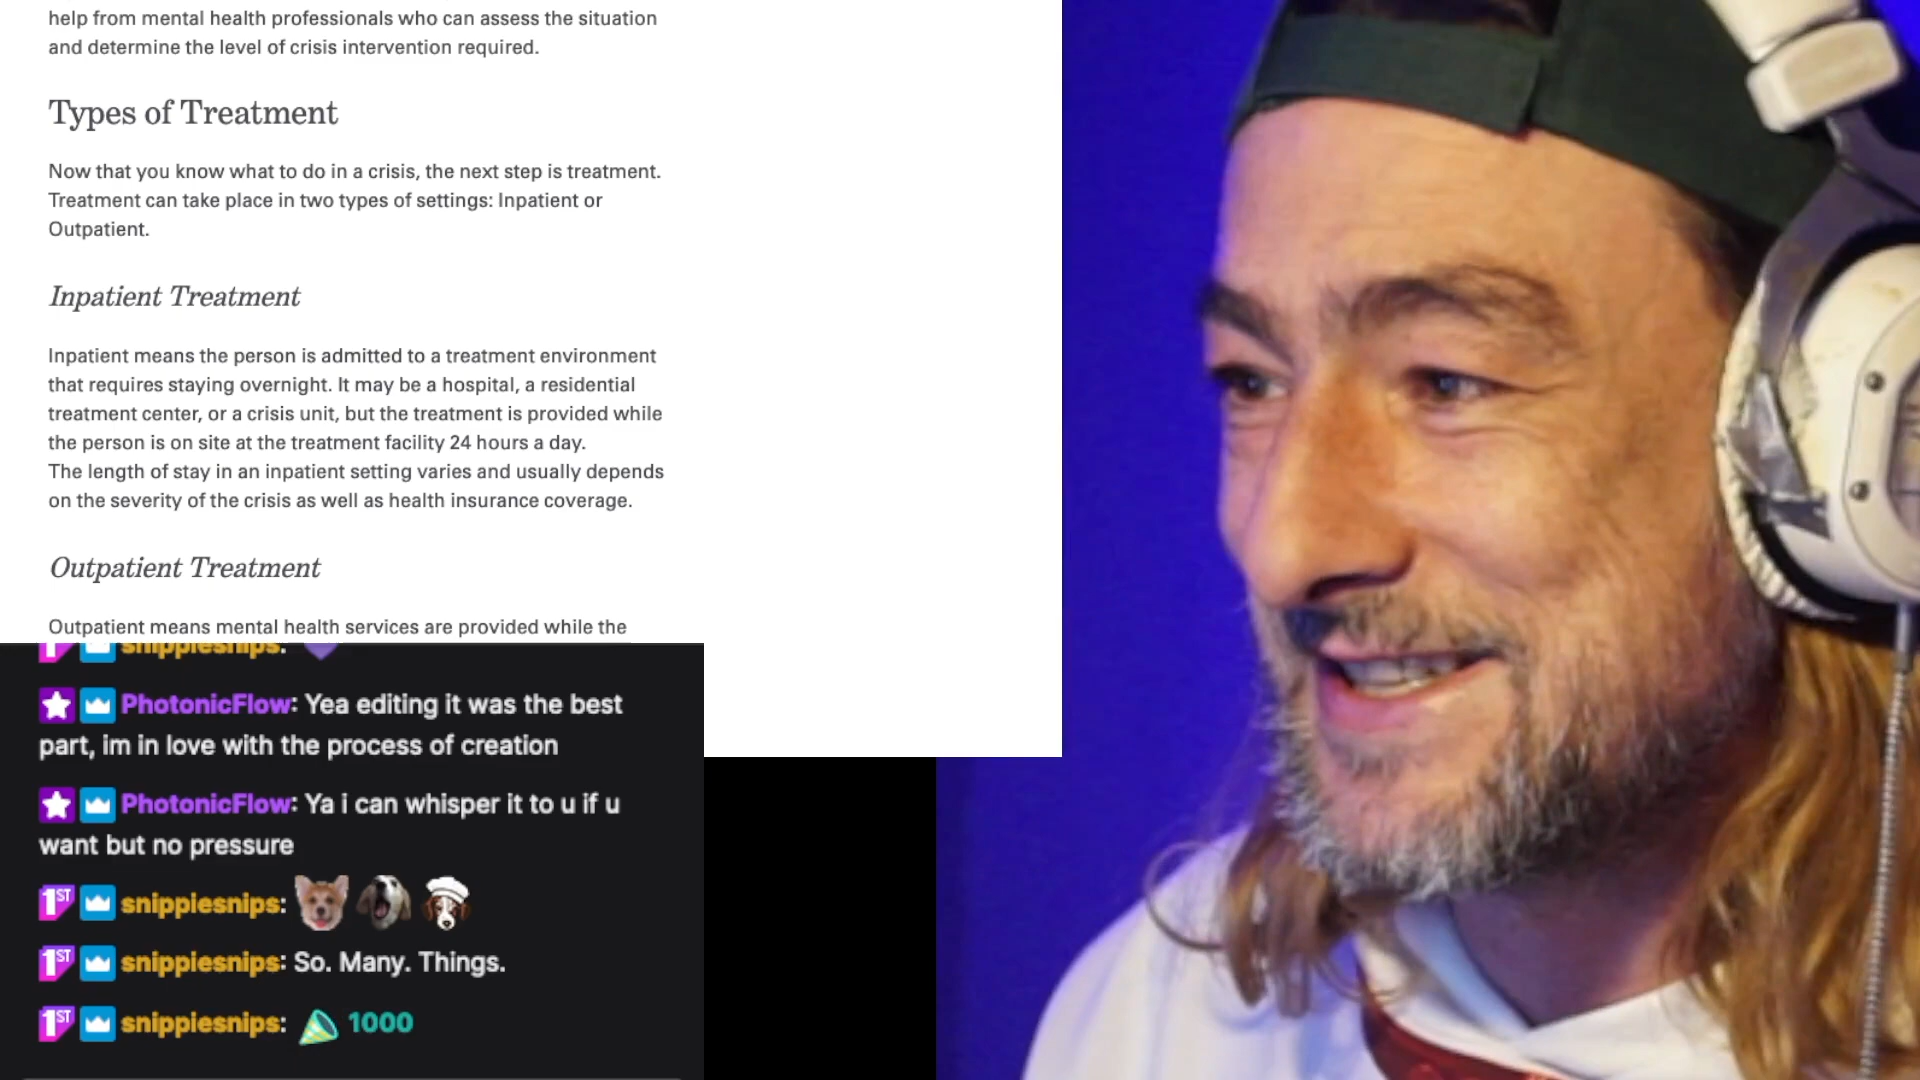 help from mental health professionals who can assess the situation
and determine the level of crisis intervention required.
Types of Treatment
Now that you know what to do in a crisis, the next step is treatment.
Treatment can take place in two types of settings: Inpatient or
Outpatient.
Inpatient Treatment
Inpatient means the person is admitted to a treatment environment
that requires staying overnight. It may be a hospital, a residential
treatment center, or a crisis unit, but the treatment is provided while
the person is on site at the treatment facility 24 hours a day.
The length of stay in an inpatient setting varies and usually depends
on the severity of the crisis as well as health insurance coverage.
Outpatient Treatment
Outpatient means mental health services are provided while the
snippiesnips:
PhotonicFlow: Yea editing it was the best
part, im in love with the process of creation
PhotonicFlow: Ya i can whisper it to u if u
want but no pressure
1ST snippiesnips:
1ST snippiesnips: So. Many. Things.
1ST snippiesnips: 1000